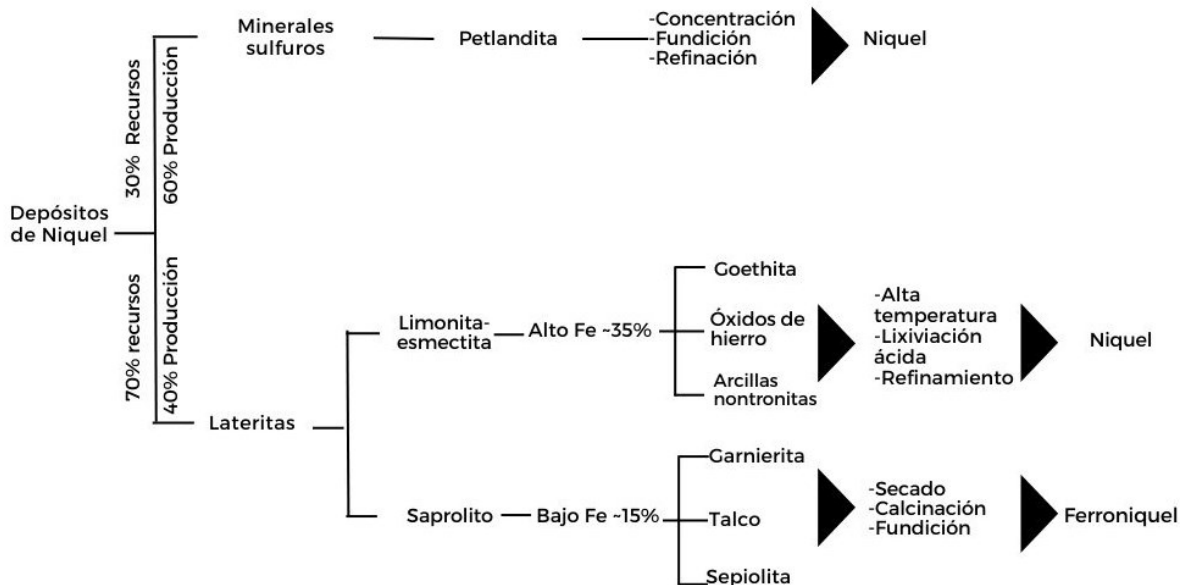 Depósitos
de Niquel
30% Recursos
60% Producción
70% recursos
40% Producción
Minerales
sulfuros
Petlandita
-Concentración
-Fundición
-Refinación
Niquel
Lateritas
Limonita-
esmectita
Alto Fe ~35%
Goethita
Óxidos de
hierro
Arcillas
nontronitas
-Alta
temperatura
-Lixiviación
ácida
-Refinamiento
Niquel
Saprolito
Bajo Fe ~15%
Garnierita
Talco
Sepiolita
-Secado
-Calcinación
-Fundición
Ferroniquel